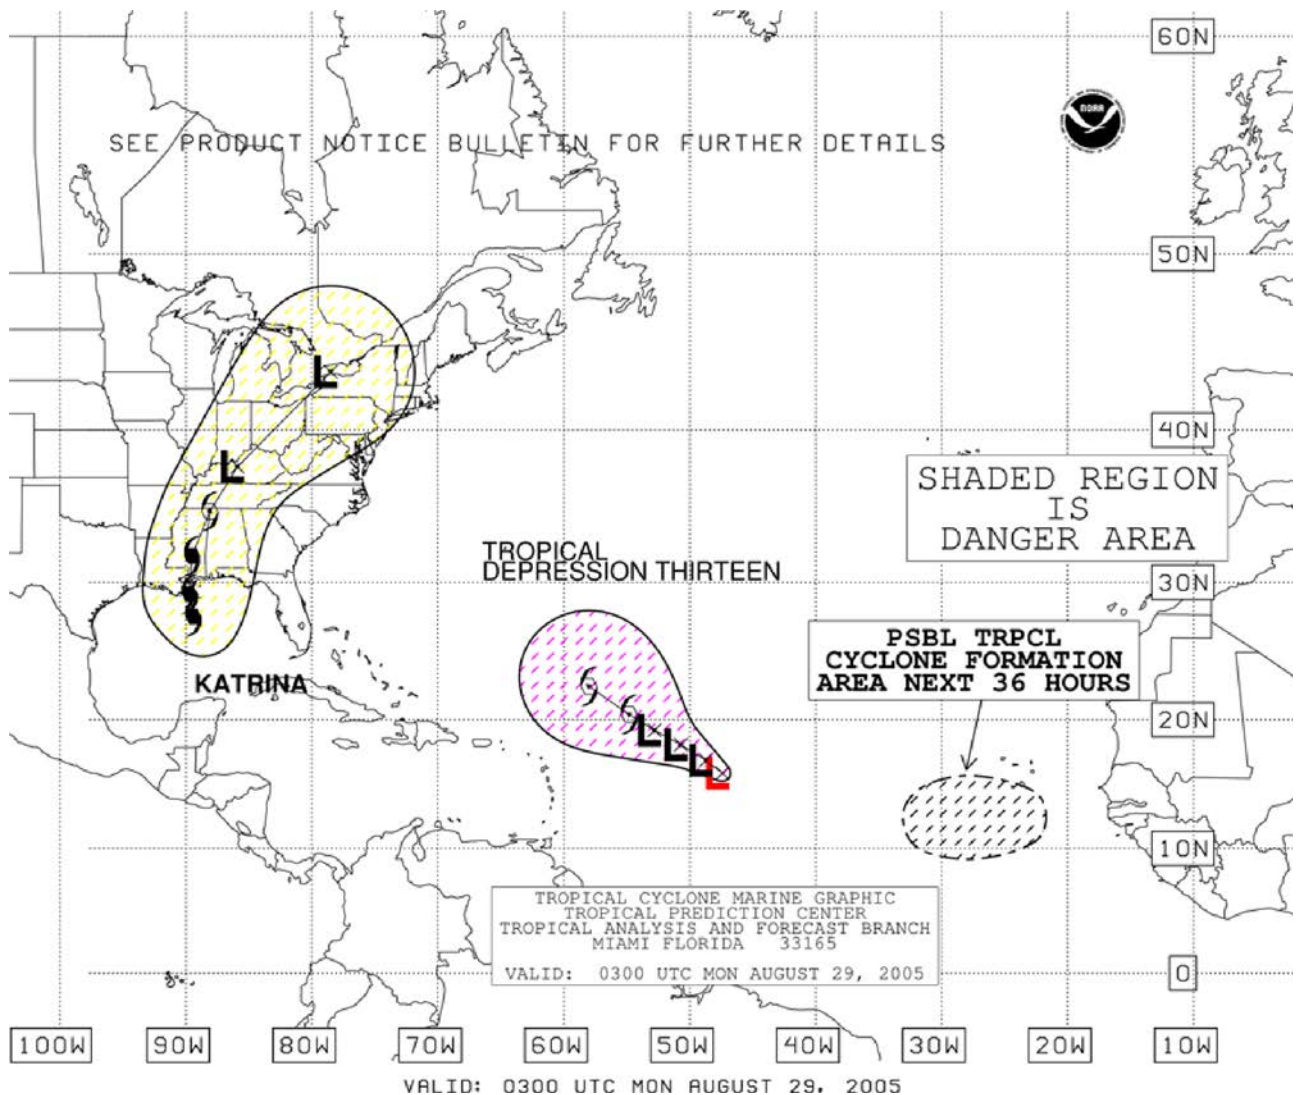 60N
NOAA
SEE PRODUCT NOTICE BULLETIN FOR FURTHER DETAILS
50N
L
40N
L
SHADED REGION
IS
DANGER AREA
TROPICAL
DEPRESSION THIRTEEN
30N
PSBL TRPCL
CYCLONE FORMATION
AREA NEXT 36 HOURS
KATRINA
20N
L
L
L
L
10N
TROPICAL CYCLONE MARINE GRAPHIC
TROPICAL PREDICTION CENTER
TROPICAL ANALYSIS AND FORECAST BRANCH
MIAMI FLORIDA 33165
VALID: 0300 UTC MON AUGUST 29, 2005
0
100W 90W 80W 70W 60W 50W 40W 30W 20W 10W
VALID: 0300 UTC MON AUGUST 29, 2005